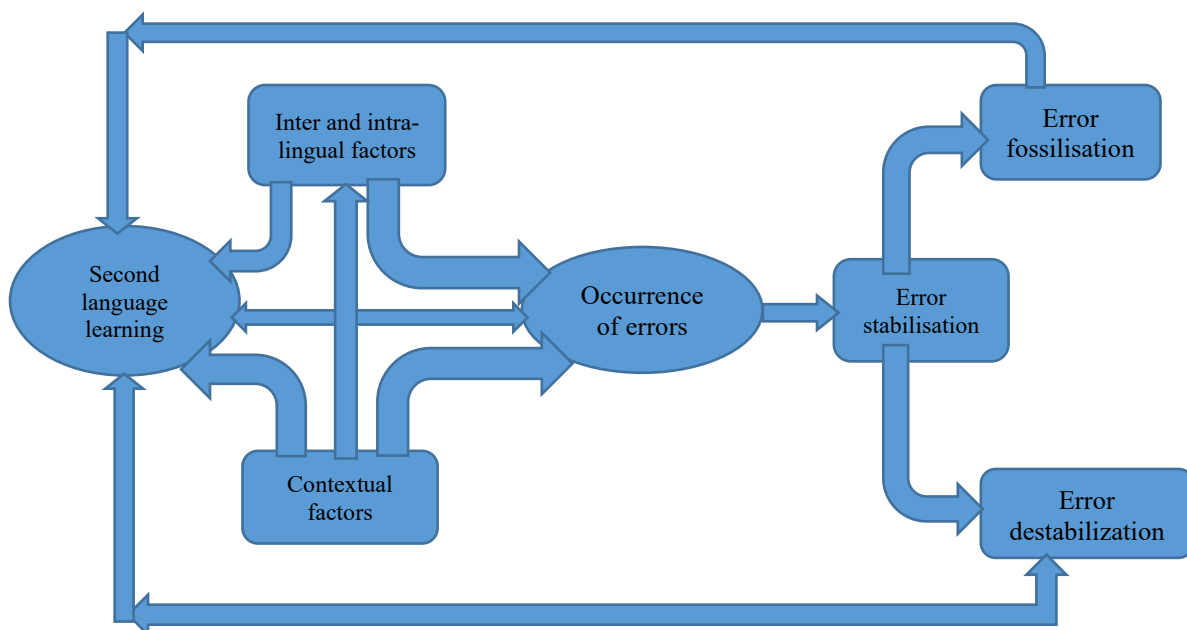 Inter and intra-
lingual factors
Error
fossilisation
Second
language
learning
Occurrence
of errors
Error
stabilisation
Contextual
factors
Error
destabilization